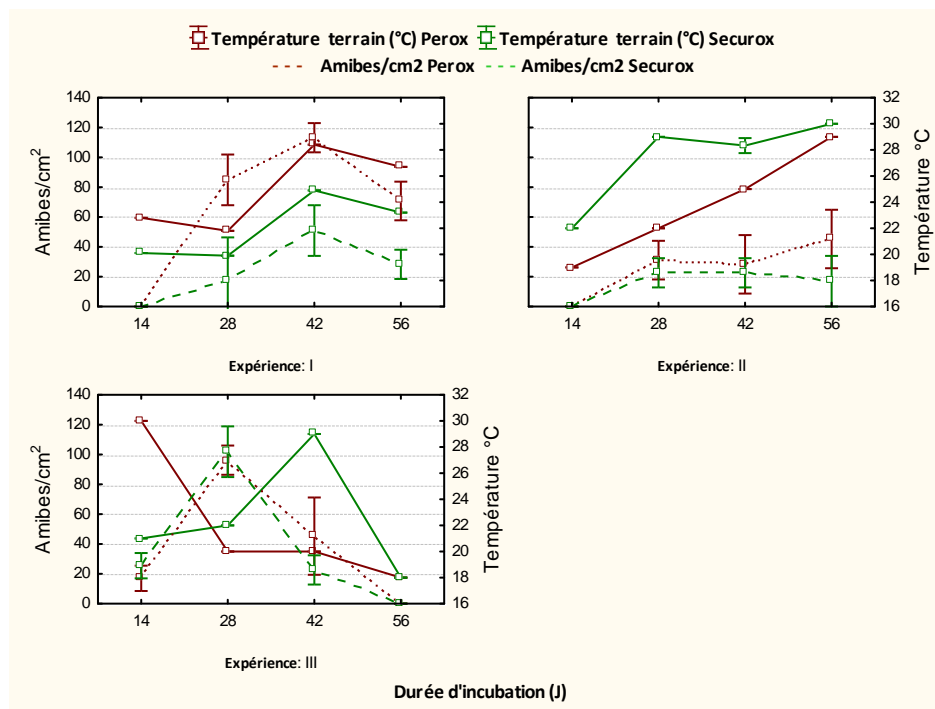 Température terrain (°C) Perox Température terrain (°C) Securox
Amibes/cm2 Perox Amibes/cm2 Securox
140
120
100
80
60
40
20
0
Amibes/cm²
14 28 42 56
Expérience: I
32
30
28
26
24
22
20
18
16
Température °C
14 28 42 56
Expérience: II
140
120
100
80
60
40
20
0
Amibes/cm²
32
30
28
26
24
22
20
18
16
Température °C
14 28 42 56
Expérience: III
Durée d'incubation (J)